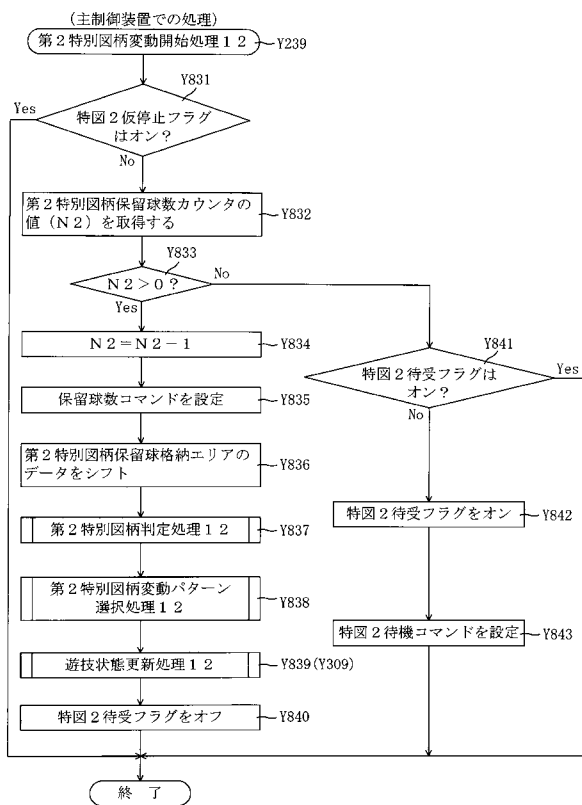 (主制御装置での処理)
第2特別図柄変動開始処理12
Y239
Y831
Yes
特図2仮停止フラグ
はオン?
No
第2特別図柄保留球数カウンタの
値(N2)を取得する
Y832
Y833
N2>0?
No
Yes
N2=N2-1
Y834
保留球数コマンドを設定
Y835
第2特別図柄保留球格納エリアの
データをシフト
Y836
第2特別図柄判定処理12
Y837
第2特別図柄変動パターン
選択処理12
Y838
遊技状態更新処理12
Y839(Y309)
特図2待受フラグをオフ
Y840
Y841
特図2待受フラグは
オン?
Yes
No
特図2待受フラグをオン
Y842
特図2待機コマンドを設定
Y843
終了